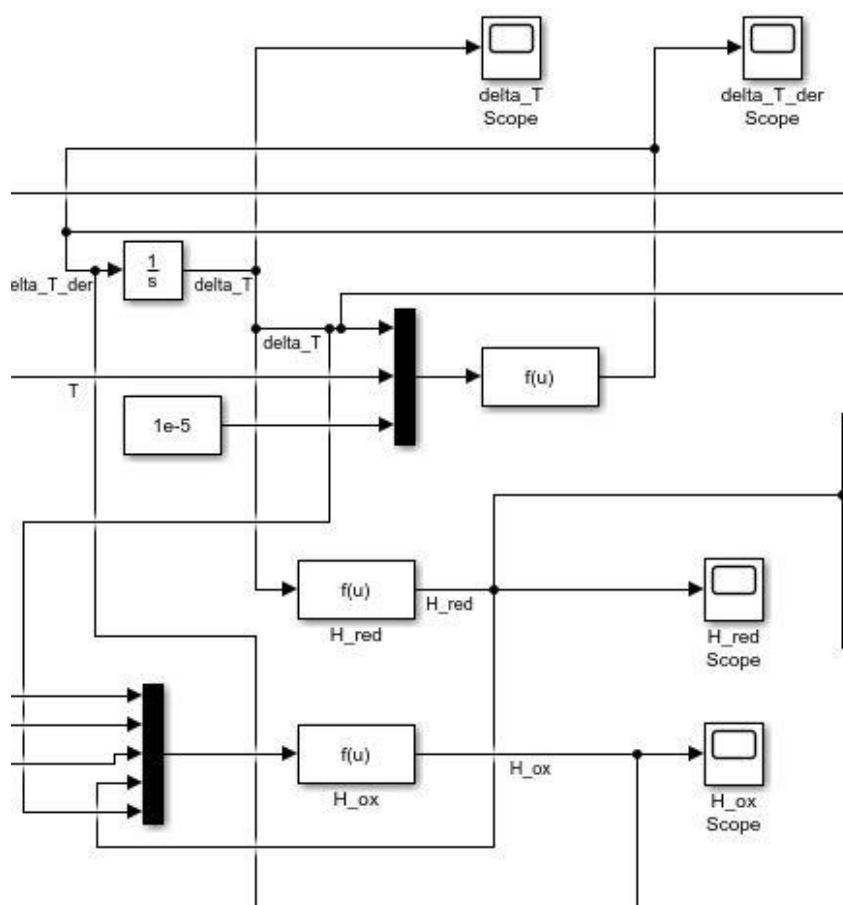 delta_T
Scope
delta_T_der
Scope
elta_T_der
1
s
delta_T
delta_T
T
f(u)
1e-5
f(u)
H_red
H_red
H_red
Scope
f(u)
H_ox
H_ox
H_ox
Scope